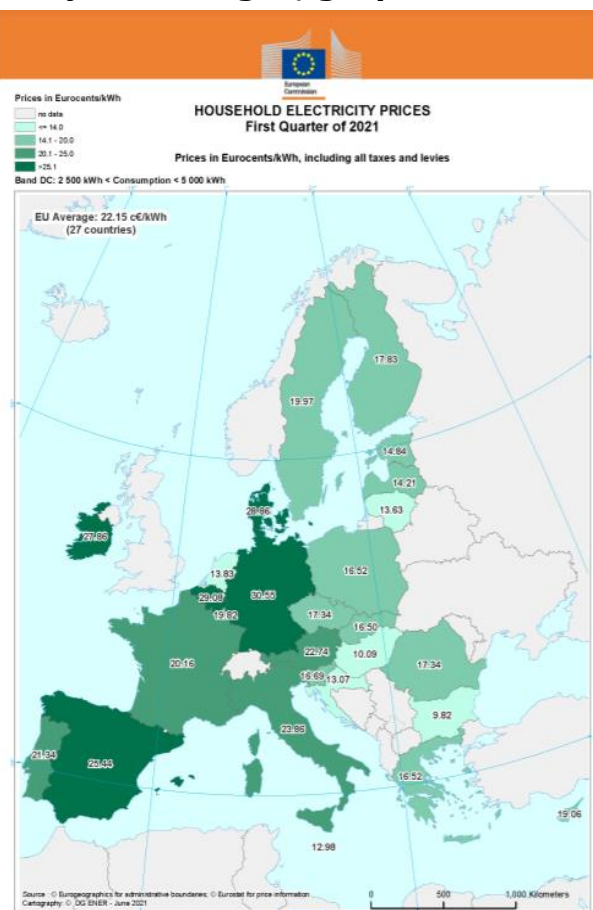 European
Commission
Prices in Eurocents/kWh
no data
<= 14.0
14.1 - 20.0
20.1 - 25.0
>25.1
HOUSEHOLD ELECTRICITY PRICES
First Quarter of 2021
Prices in Eurocents/kWh, including all taxes and levies
Band DC: 2 500 kWh < Consumption < 5 000 kWh
EU Average: 22.15 c€/kWh
(27 countries)
17.83
19.97
14.84
14.21
13.63
27.86
13.83
16.52
29.08
30.55
19.82
17.34
16.50
22.74
10.09
20.16
16.69
13.07
17.34
23.86
9.82
21.34
25.44
16.52
19.06
12.98
Source : © Eurogeographics for administrative boundaries; © Eurostat for price information
Cartography: © DG ENER - June 2021
0 500 1,000 Kilometers